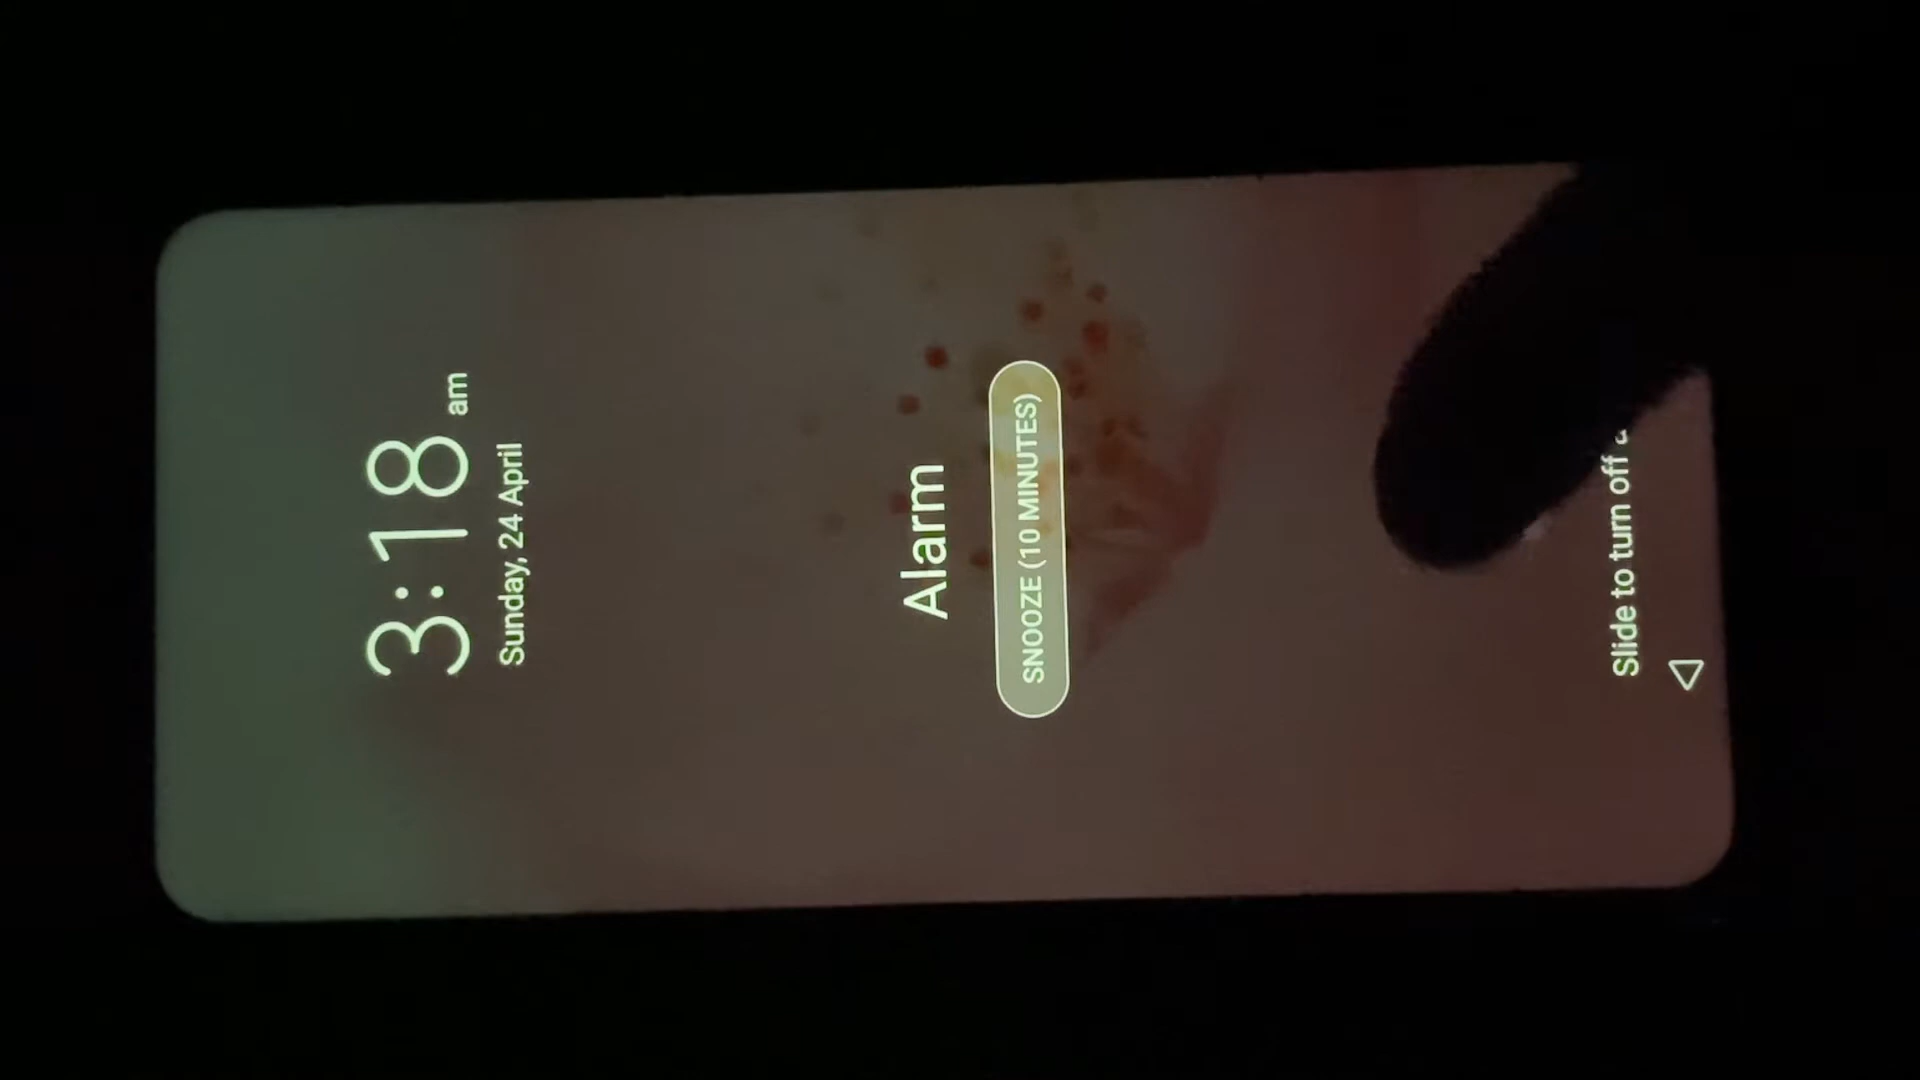 3:18 am
Sunday, 24 April
Alarm
SNOOZE (10 MINUTES)
Slide to turn off